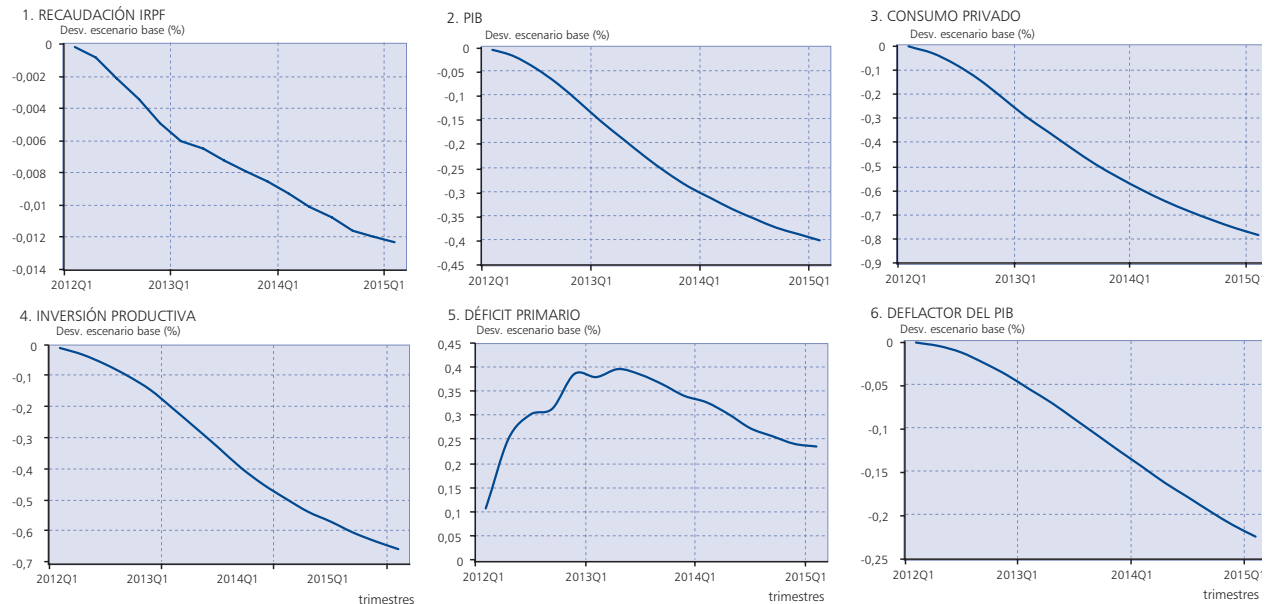 1. RECAUDACIÓN IRPF
Desv. escenario base (%)
0
-0,002
-0,004
-0,006
-0,008
-0,01
-0,012
-0,014
2012Q1 2013Q1 2014Q1 2015Q1
2. PIB
Desv. escenario base (%)
0
-0,05
-0,1
-0,15
-0,2
-0,25
-0,3
-0,35
-0,4
-0,45
2012Q1 2013Q1 2014Q1 2015Q1
3. CONSUMO PRIVADO
Desv. escenario base (%)
0
-0,1
-0,2
-0,3
-0,4
-0,5
-0,6
-0,7
-0,8
-0,9
2012Q1 2013Q1 2014Q1 2015Q1
4. INVERSIÓN PRODUCTIVA
Desv. escenario base (%)
0
-0,1
-0,2
-0,3
-0,4
-0,5
-0,6
-0,7
2012Q1 2013Q1 2014Q1 2015Q1
trimestres
5. DÉFICIT PRIMARIO
Desv. escenario base (%)
0,45
0,4
0,35
0,3
0,25
0,2
0,15
0,1
0,05
0
2012Q1 2013Q1 2014Q1 2015Q1
trimestres
6. DEFLACTOR DEL PIB
Desv. escenario base (%)
0
-0,05
-0,1
-0,15
-0,2
-0,25
2012Q1 2013Q1 2014Q1 2015Q1
trimestres